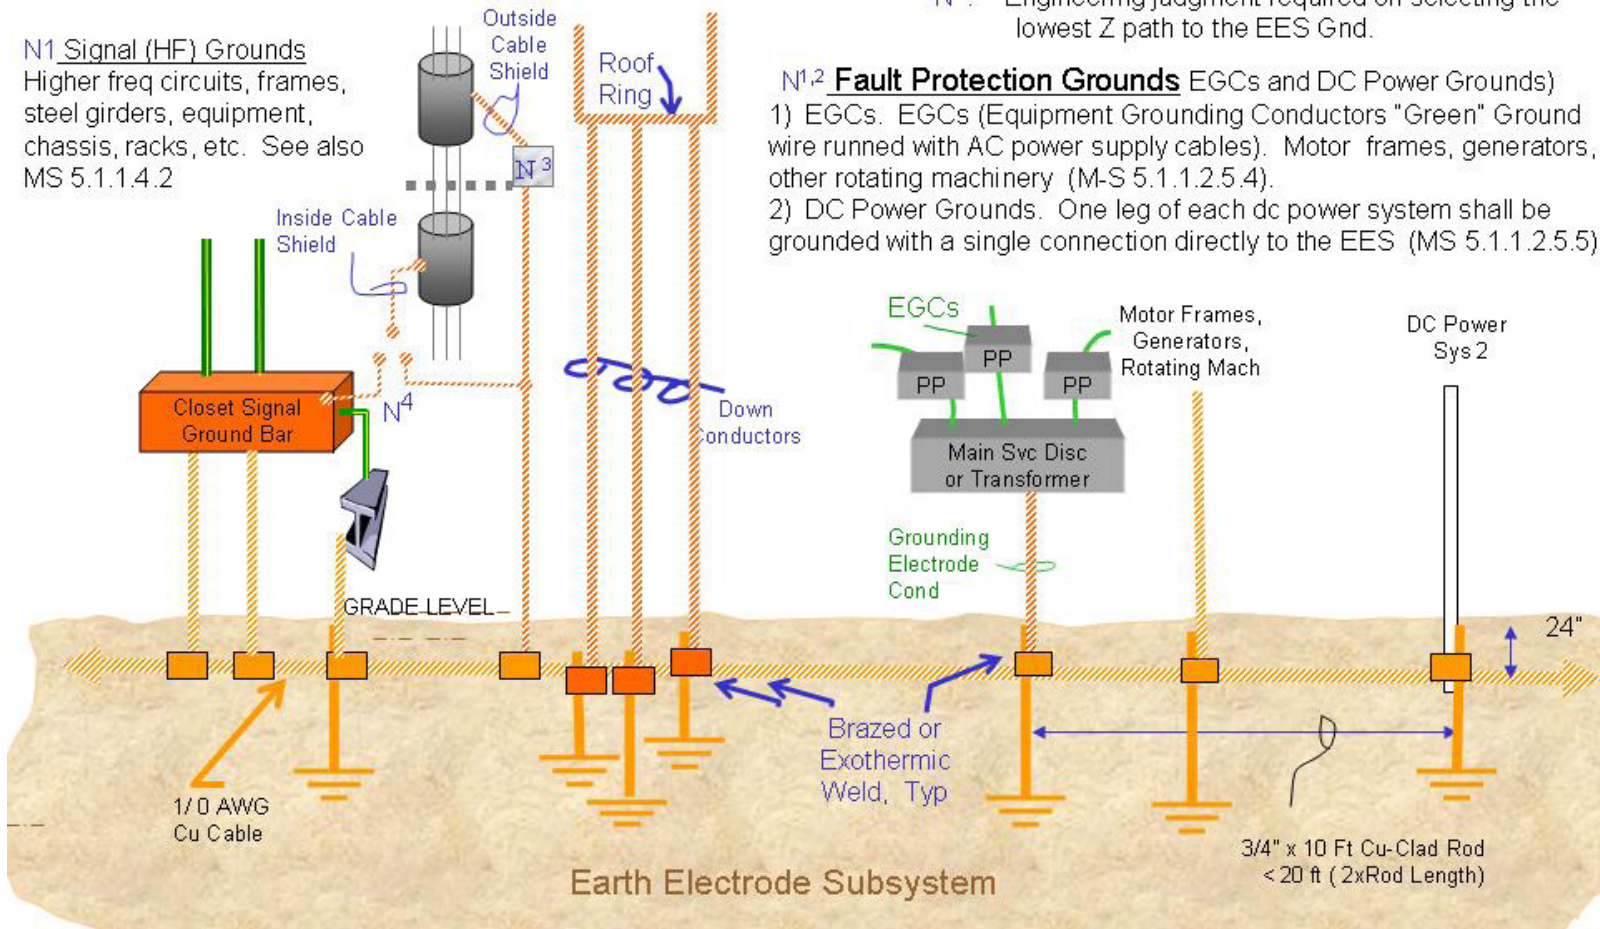 N1 Signal (HF) Grounds
Higher freq circuits, frames,
steel girders, equipment,
chassis, racks, etc. See also
MS 5.1.1.4.2
Outside
Cable
Shield
Roof
Ring
N 3
Inside Cable
Shield
lowest Z path to the EES Gnd.
N1,2 Fault Protection Grounds EGCs and DC Power Grounds)
1) EGCs. EGCs (Equipment Grounding Conductors "Green" Ground
wire runned with AC power supply cables). Motor frames, generators,
other rotating machinery (M-S 5.1.1.2.5.4).
2) DC Power Grounds. One leg of each dc power system shall be
grounded with a single connection directly to the EES (MS 5.1.1.2.5.5)
EGCs
PP
PP
PP
Main Svc Disc
or Transformer
Motor Frames,
Generators,
Rotating Mach
DC Power
Sys 2
Closet Signal
Ground Bar
N4
Down
onductors
Grounding
Electrode
Cond
GRADE LEVEL
24"
1/0 AWG
Cu Cable
Brazed or
Exothermic
Weld, Typ
3/4" x 10 Ft Cu-Clad Rod
< 20 ft (2xRod Length)
Earth Electrode Subsystem